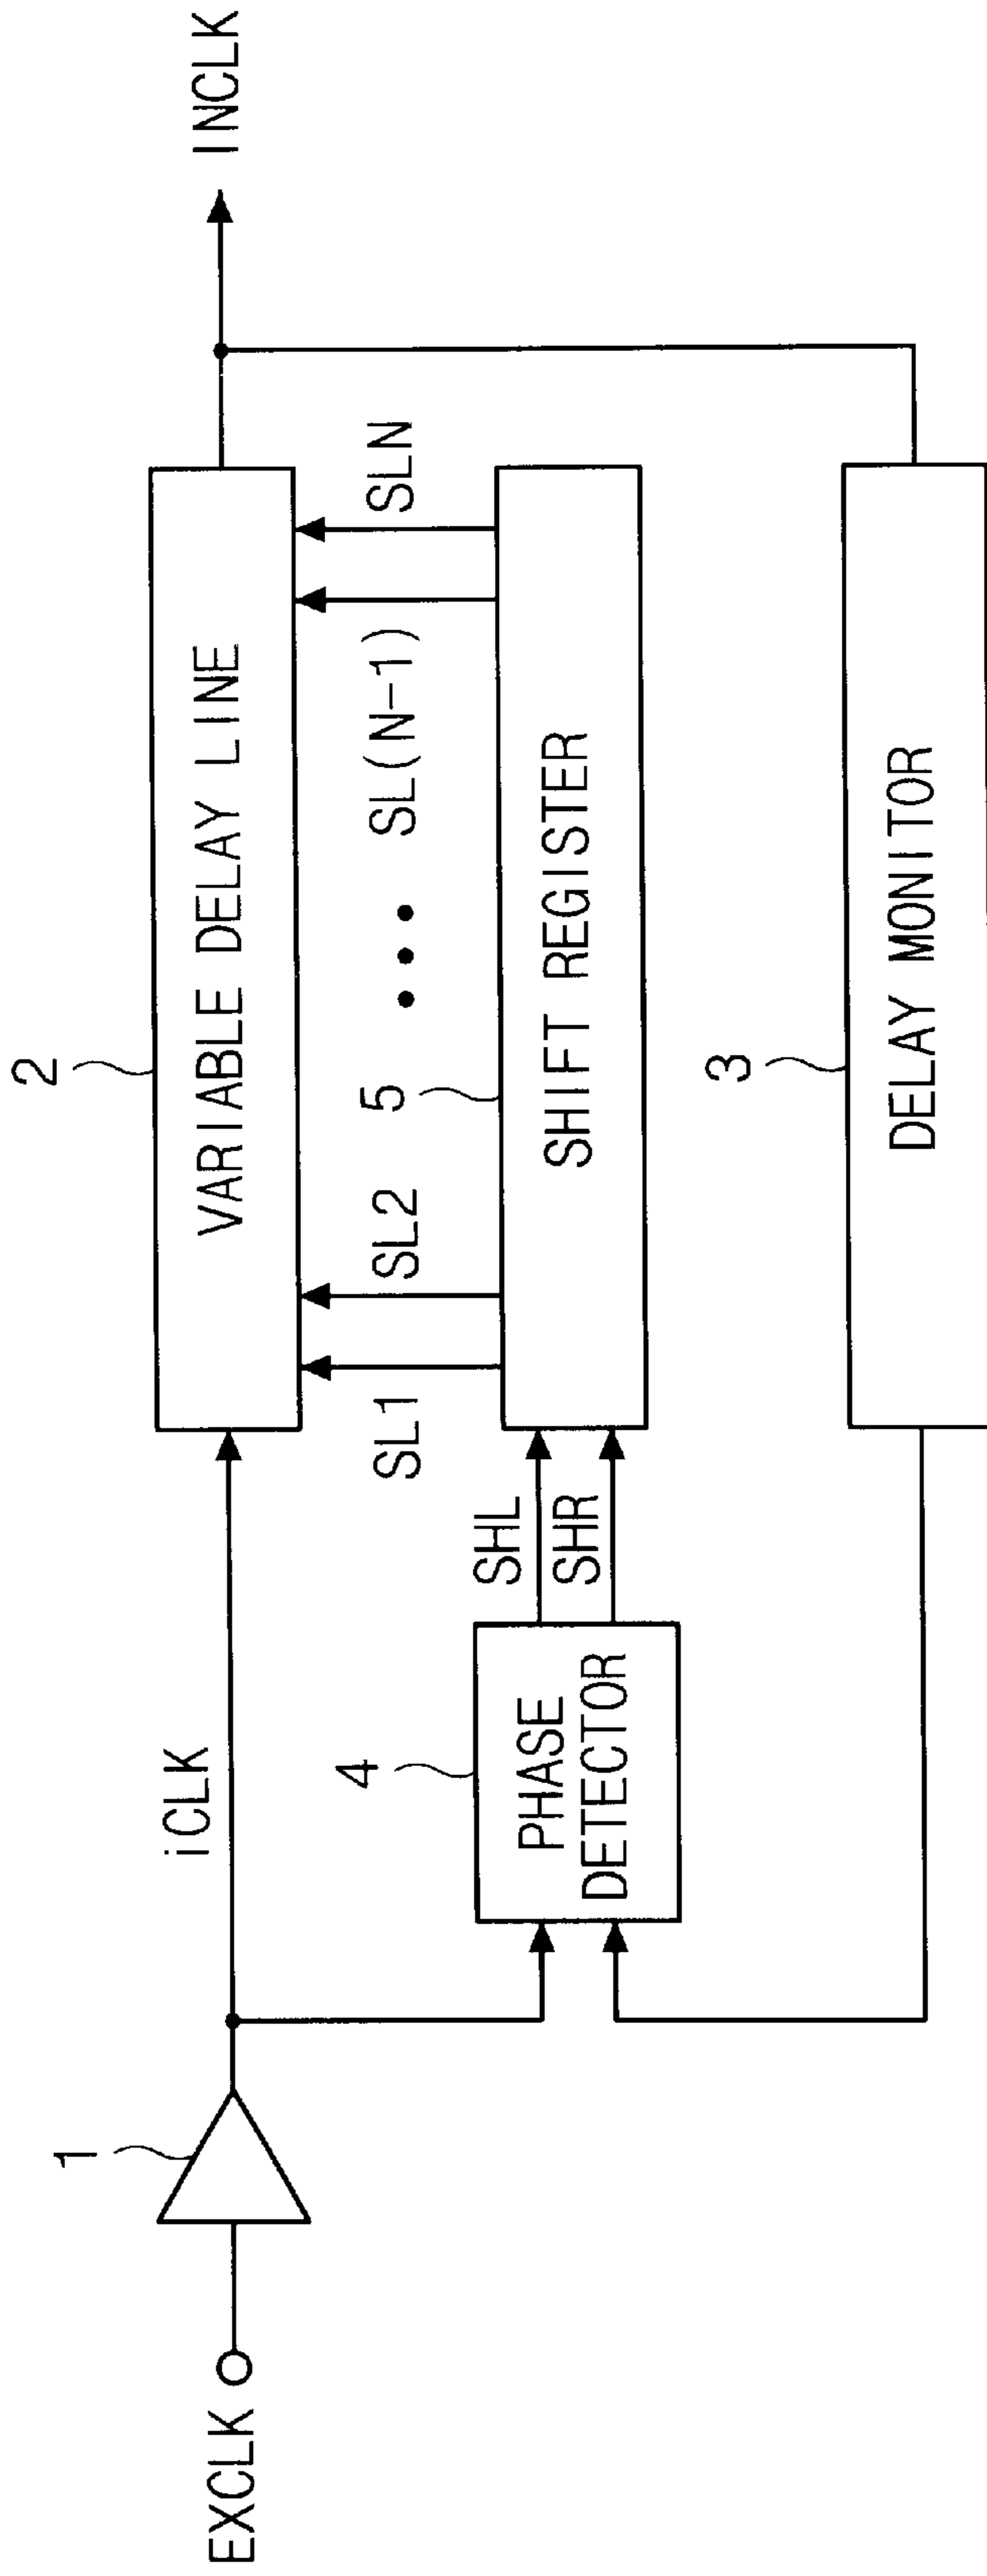 2
VARIABLE DELAY LINE
INCLK
iCLK
1
EXCLK
SL1
SL2
SL(N-1)
SLN
5
SHIFT REGISTER
SHL
SHR
4
PHASE
DETECTOR
3
DELAY MONITOR